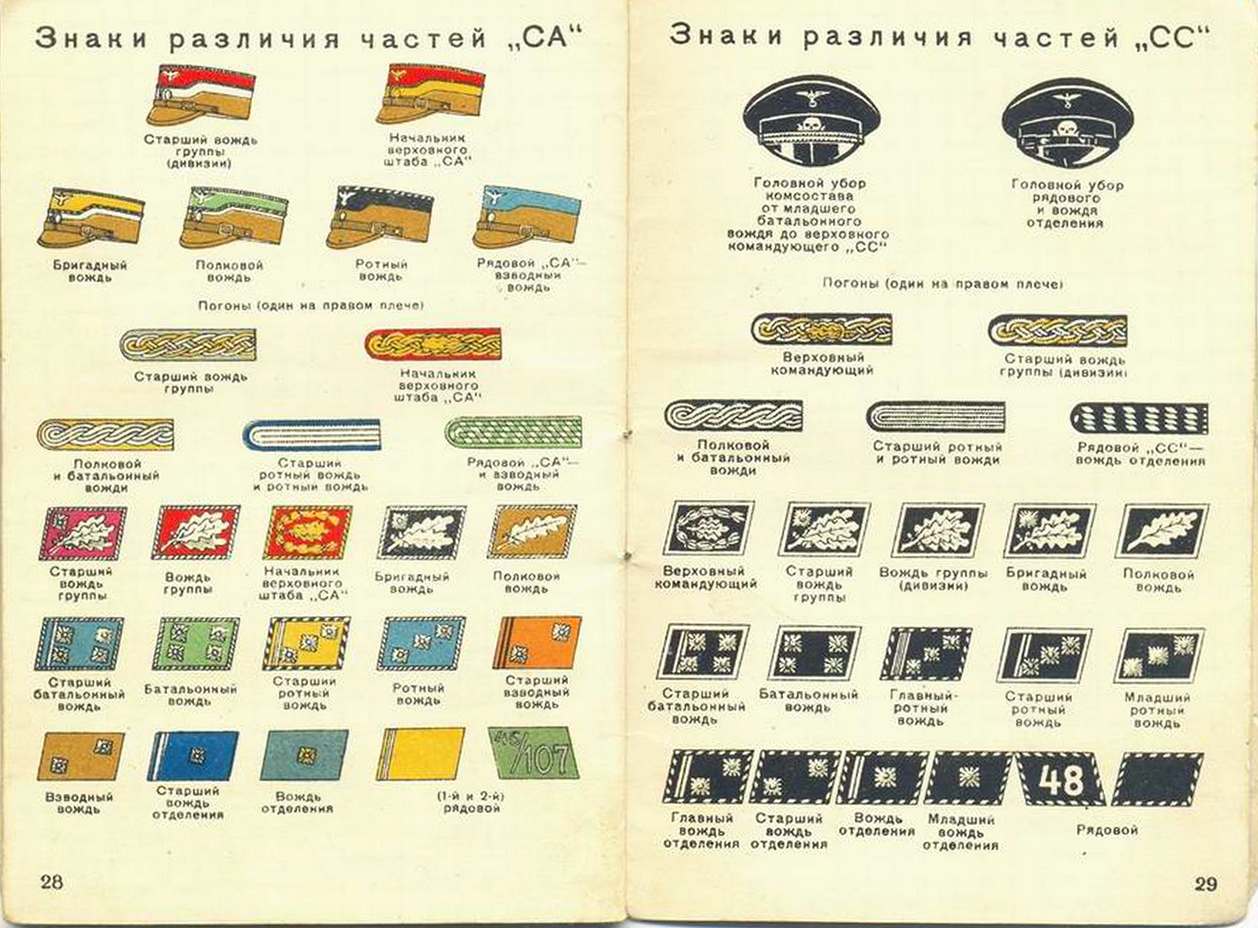 Знаки различия частей „СА“
Старший вождь
группы
(дивизии)
Начальник
верховного
штаба „СА“
Бригадный
вождь
Полковой
вождь
Ротный
вождь
Рядовой „СА“—
взводный
вождь
Погоны (один на правом плече)
Старший вождь
группы
Начальник
верховного
штаба „СА“
Полковой
и батальонный
вожди
Старший
ротный вождь
и ротный вождь
Рядовой „СА“—
и взводный
вождь
Старший
вождь
группы
Вождь
группы
Начальник
верховного
штаба „СА“
Бригадный
вождь
Полковой
вождь
Старший
батальонный
вождь
Батальонный
вождь
Старший
ротный
вождь
Ротный
вождь
Старший
взводный
вождь
/107
Взводный
вождь
Старший
вождь
отделения
Вождь
отделения
(1-й и 2-й)
рядовой
28
Знаки различия частей „СС“
Головной убор
комсостава
от младшего
батальонного
вождя до верховного
командующего „СС“
Головной убор
рядового
и вождя
отделения
Погоны (один на правом плече)
Верховный
командующий
Старший вождь
группы (дивизии)
Полковой
и батальонный
вожди
Старший ротный
и ротный вожди
Рядовой „СС“—
вождь отделения
Верховный
командующий
Старший
вождь
группы
Вождь группы
(дивизии)
Бригадный
вождь
Полковой
вождь
Старший
батальонный
вождь
Батальонный
вождь
Главный-
ротный
вождь
Старший
ротный
вождь
Младший
ротный
вождь
48
Главный
вождь
отделения
Старший
вождь
отделения
Вождь
отделения
Младший
вождь
отделения
Рядовой
29